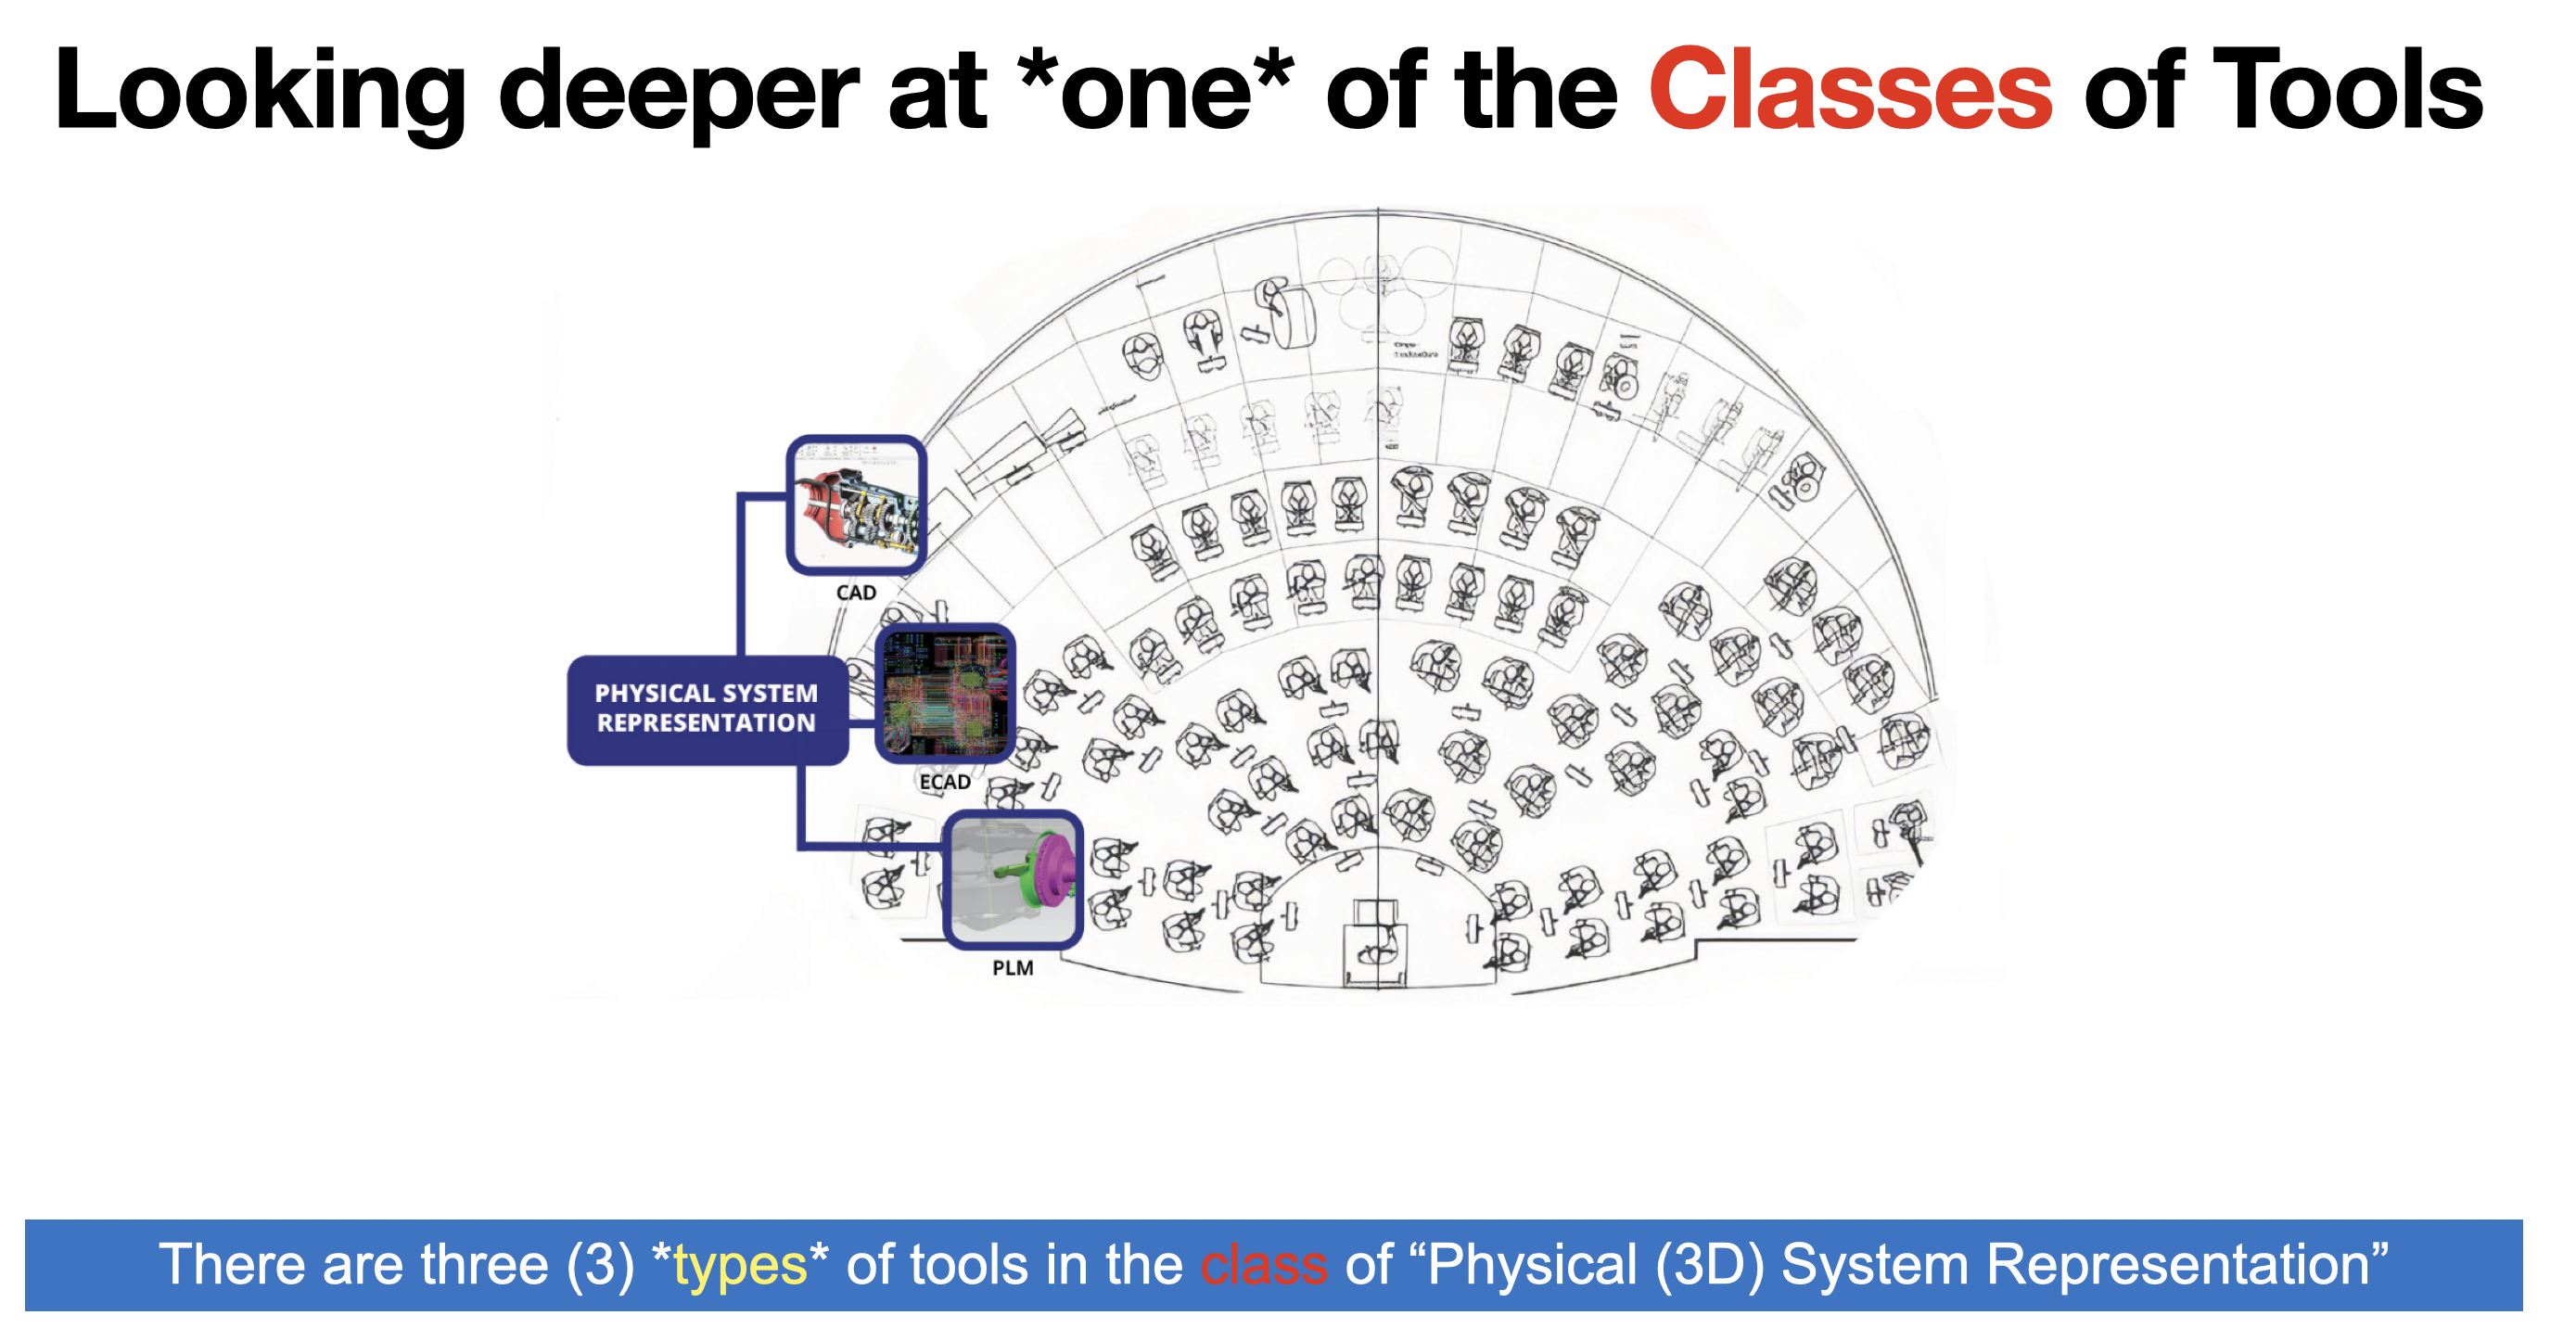 Looking deeper at *one* of the Classes of Tools
CAD
PHYSICAL SYSTEM
REPRESENTATION
ECAD
PLM
There are three (3) *types* of tools in the class of “Physical (3D) System Representation”